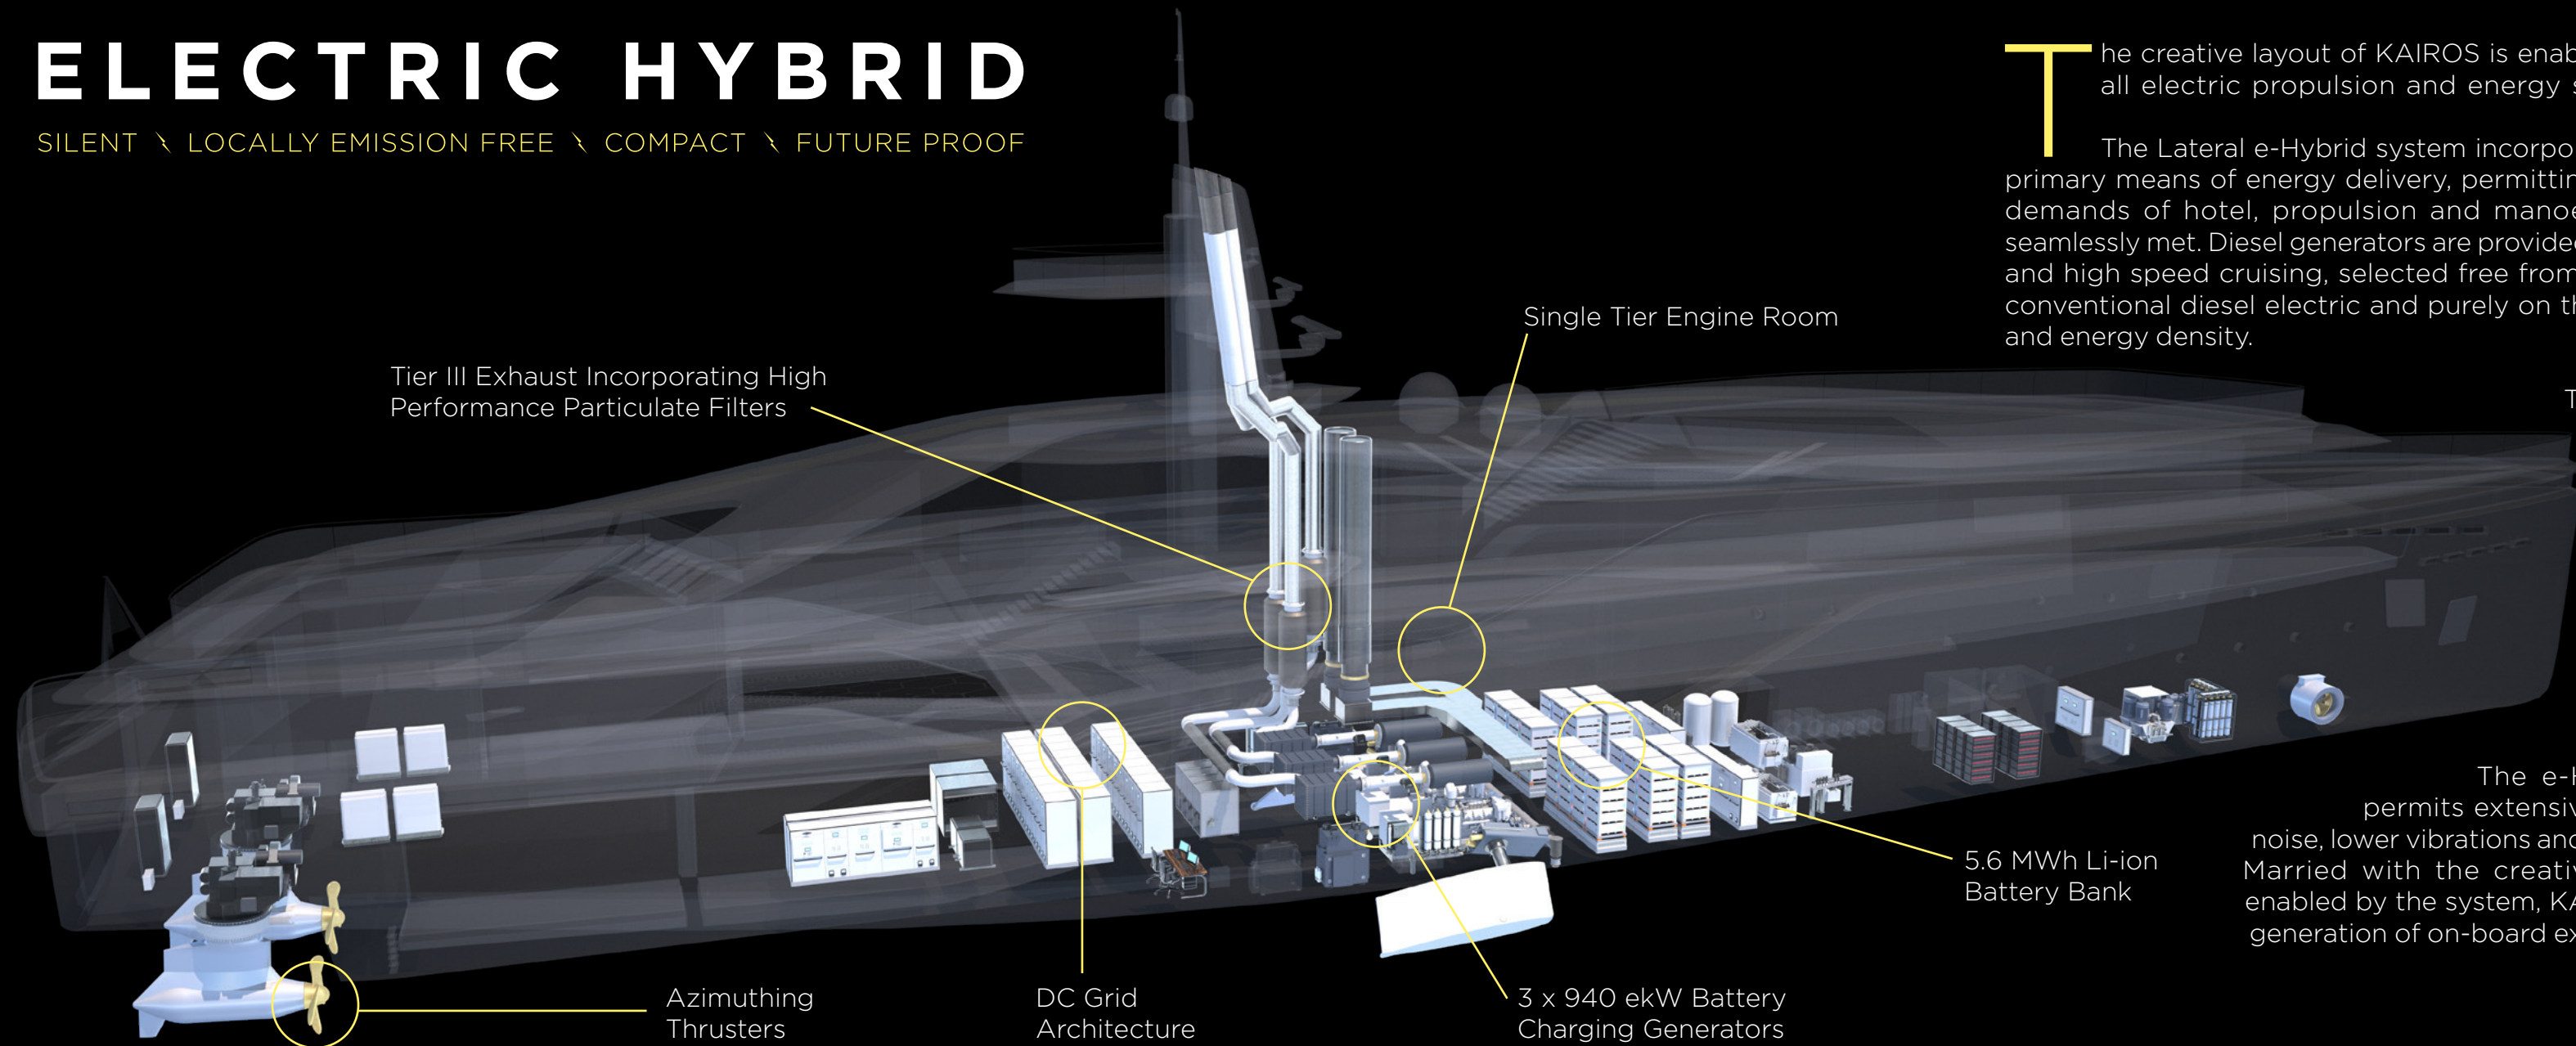 ELECTRIC HYBRID
SILENT LOCALLY EMISSION FREE COMPACT FUTURE PROOF
The creative layout of KAIROS is
all electric propulsion and energy
The Lateral e-Hybrid system
primary means of energy delivery,
demands of hotel, propulsion and
seamlessly met. Diesel generators are
and high speed cruising, selected free from
conventional diesel electric and purely on
and energy density.
Single Tier Engine Room
Tier III Exhaust Incorporating High
Performance Particulate Filters
The
permits
noise, lower vibrations
Married with the
enabled by the system,
generation of on-board
5.6 MWh Li-ion
Battery Bank
Azimuthing
Thrusters
DC Grid
Architecture
3 x 940 ekW Battery
Charging Generators